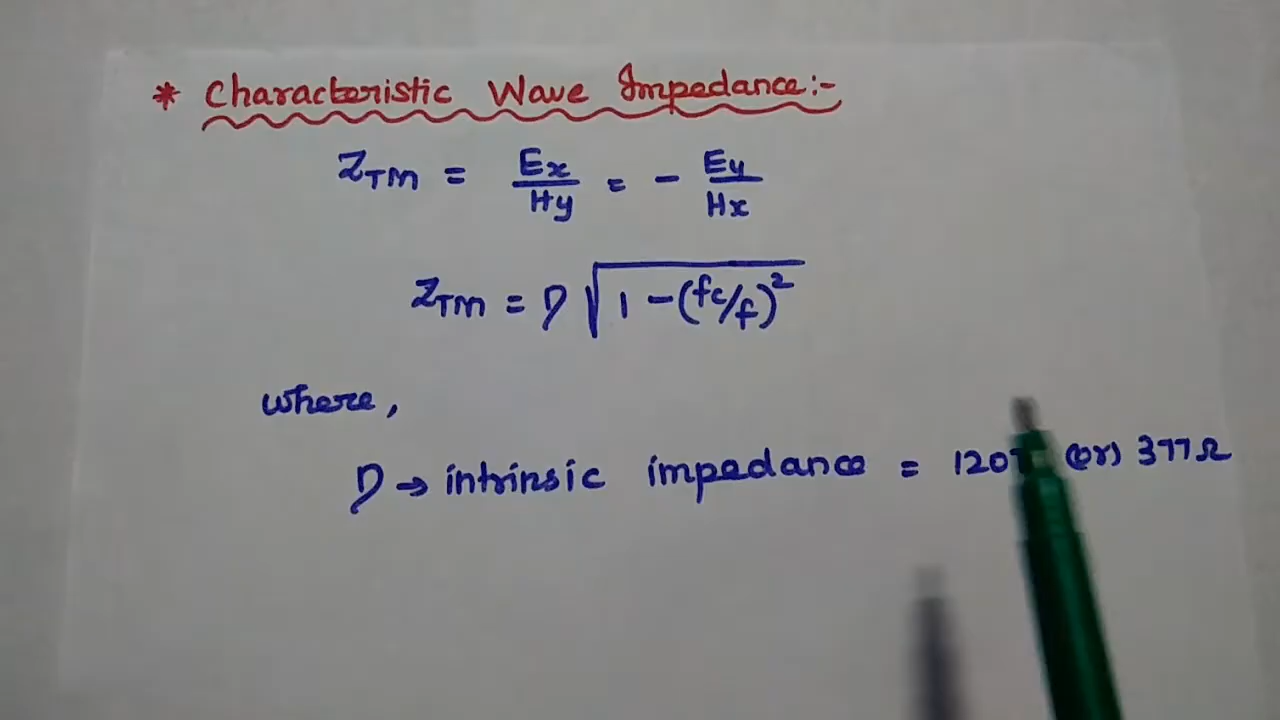 * Characteristic Wave Impedance:-
Z_TM = Ex/Hy = - Ey/Hx
Z_TM = η √(1 - (fc/f)²)
where,
η → intrinsic impedance = 120 (or) 377Ω